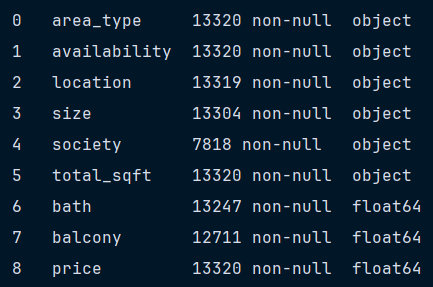 0 area_type 13320 non-null object
1 availability 13320 non-null object
2 location 13319 non-null object
3 size 13304 non-null object
4 society 7818 non-null object
5 total_sqft 13320 non-null object
6 bath 13247 non-null float64
7 balcony 12711 non-null float64
8 price 13320 non-null float64